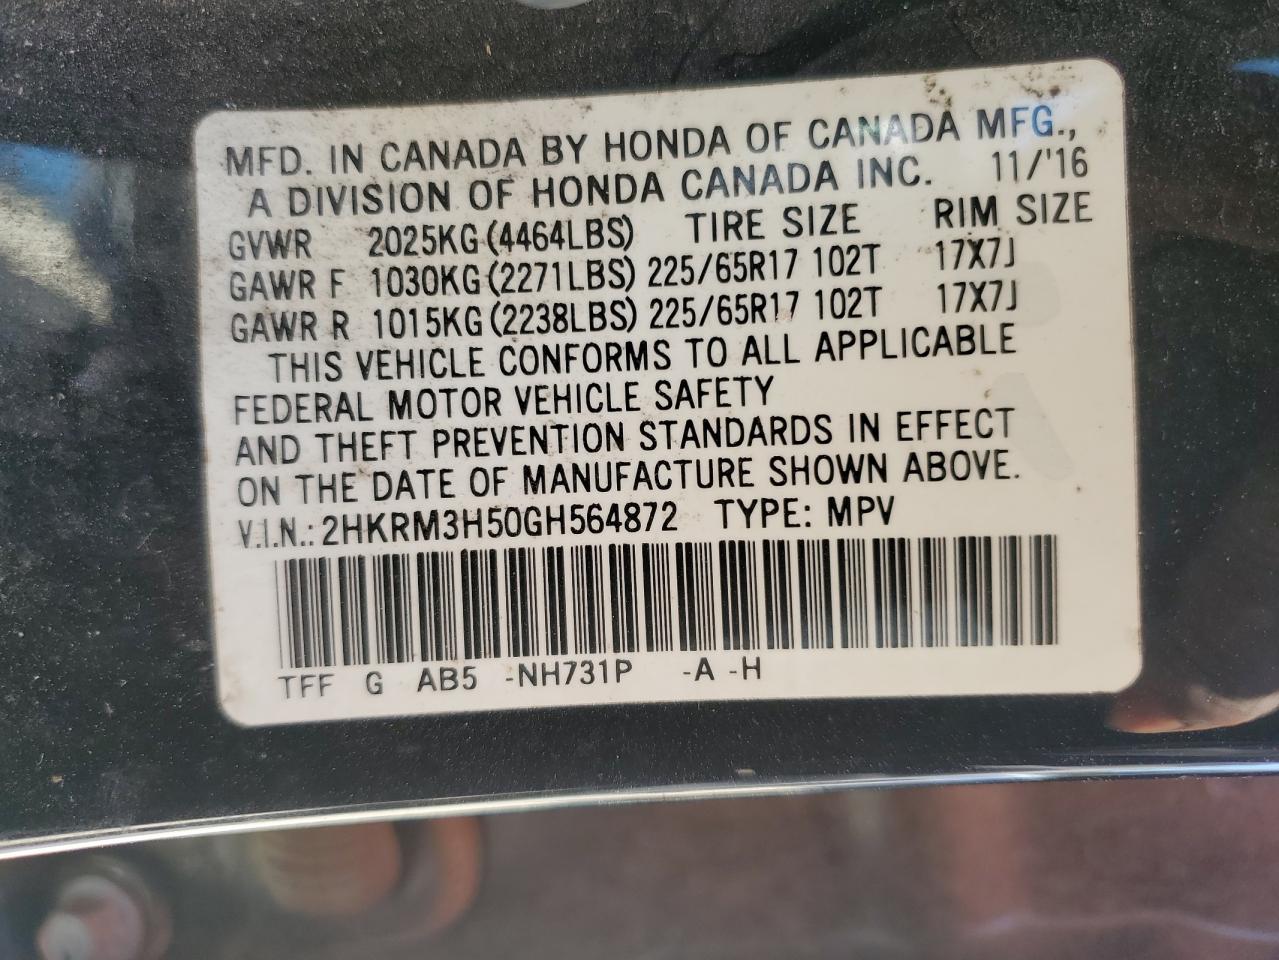 MFD. IN CANADA BY HONDA OF CANADA MFG.,
A DIVISION OF HONDA CANADA INC. 11/'16
GVWR 2025KG (4464LBS) TIRE SIZE RIM SIZE
GAWR F 1030KG (2271LBS) 225/65R17 102T 17X7J
GAWR R 1015KG (2238LBS) 225/65R17 102T 17X7J
THIS VEHICLE CONFORMS TO ALL APPLICABLE
FEDERAL MOTOR VEHICLE SAFETY
AND THEFT PREVENTION STANDARDS IN EFFECT
ON THE DATE OF MANUFACTURE SHOWN ABOVE.
V.I.N.: 2HKRM3H50GH564872 TYPE: MPV
TFF G AB5 -NH731P -A -H